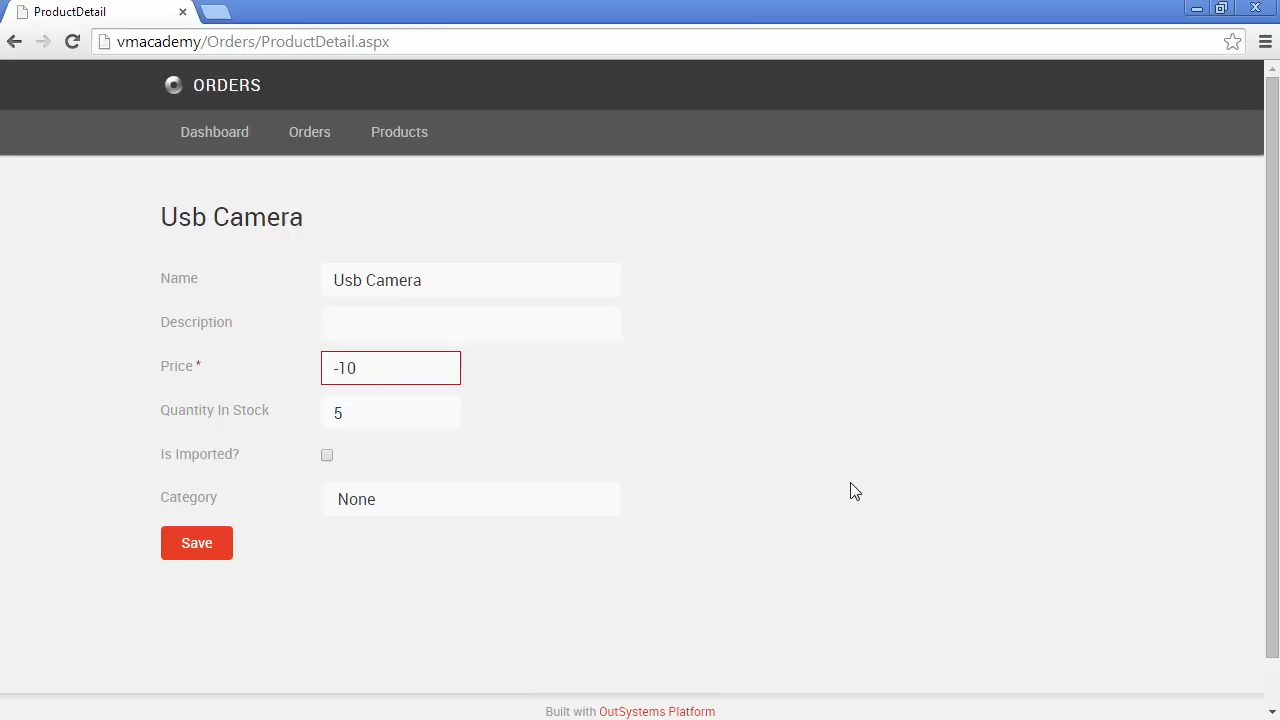 ProductDetail
vmacademy/Orders/ProductDetail.aspx
ORDERS
Dashboard Orders Products
Usb Camera
Name Usb Camera
Description
Price * -10
Quantity In Stock 5
Is Imported?
Category None
Save
Built with OutSystems Platform